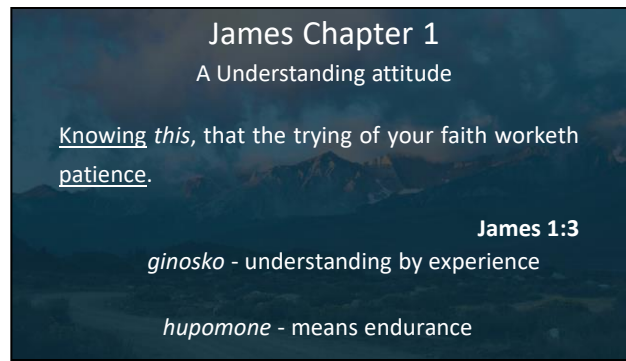 James Chapter 1
A Understanding attitude
Knowing this, that the trying of your faith worketh
patience.
James 1:3
ginosko - understanding by experience
hupomone - means endurance